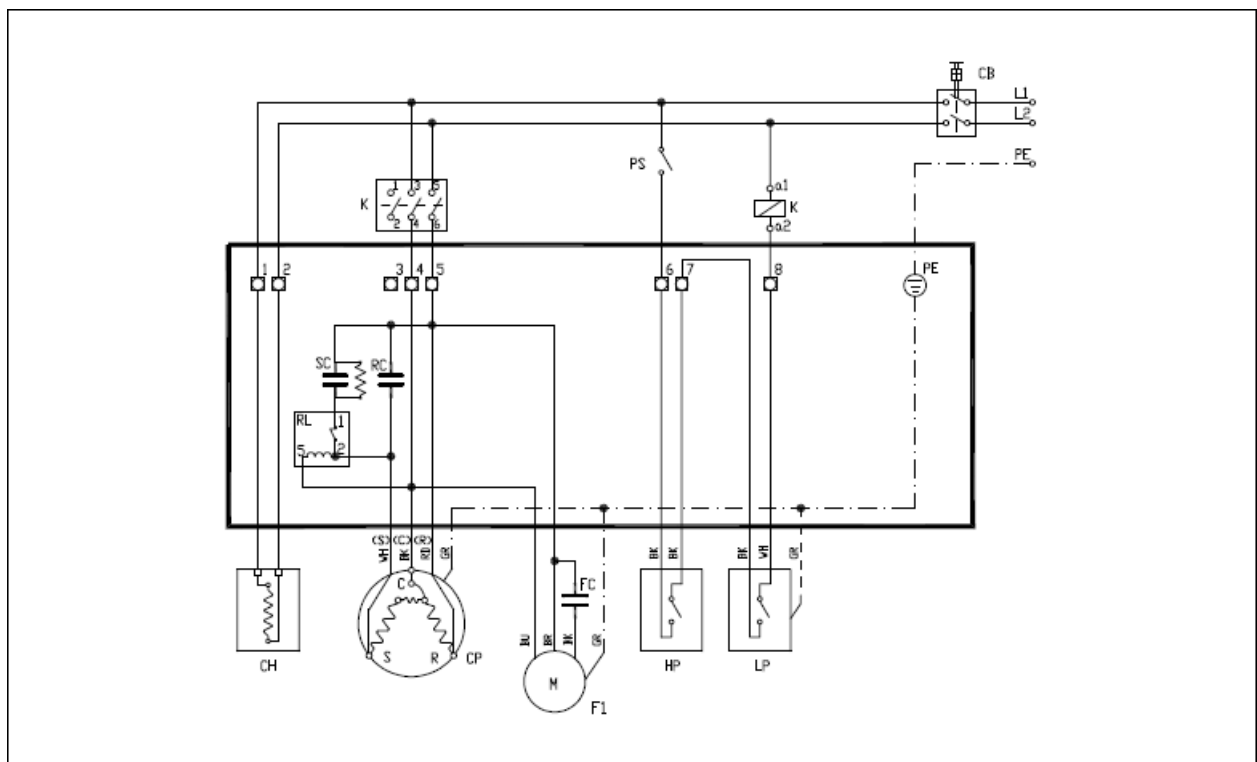 CB
L1
L2
PE
PS
K
1 3 5
2 4 6
a1
K
a2
1 2 3 4 5 6 7 8 PE
SC RC
RL 1
5 2
(S) (C) (R)
WH BK RD GR
BK BK
BK WH GR
C
S R
CP
FC
BU BR BK GR
M
F1
CH
HP
LP